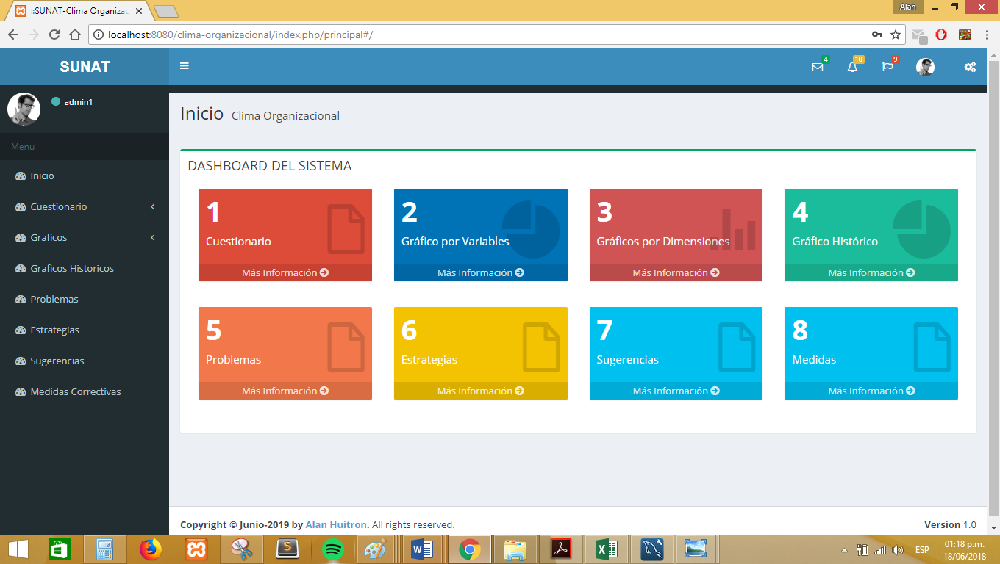 ::SUNAT-Clima Organizac
Alan
localhost:8080/clima-organizacional/index.php/principal#/
SUNAT
4
10
9
admin1
Menu
Inicio
Cuestionario
Graficos
Graficos Historicos
Problemas
Estrategias
Sugerencias
Medidas Correctivas
Inicio Clima Organizacional
DASHBOARD DEL SISTEMA
1
Cuestionario
Más Información
2
Gráfico por Variables
Más Información
3
Gráficos por Dimensiones
Más Información
4
Gráfico Histórico
Más Información
5
Problemas
Más Información
6
Estrategias
Más Información
7
Sugerencias
Más Información
8
Medidas
Más Información
Copyright © Junio-2019 by Alan Huitron. All rights reserved.
Version 1.0
ESP
01:18 p.m.
18/06/2018